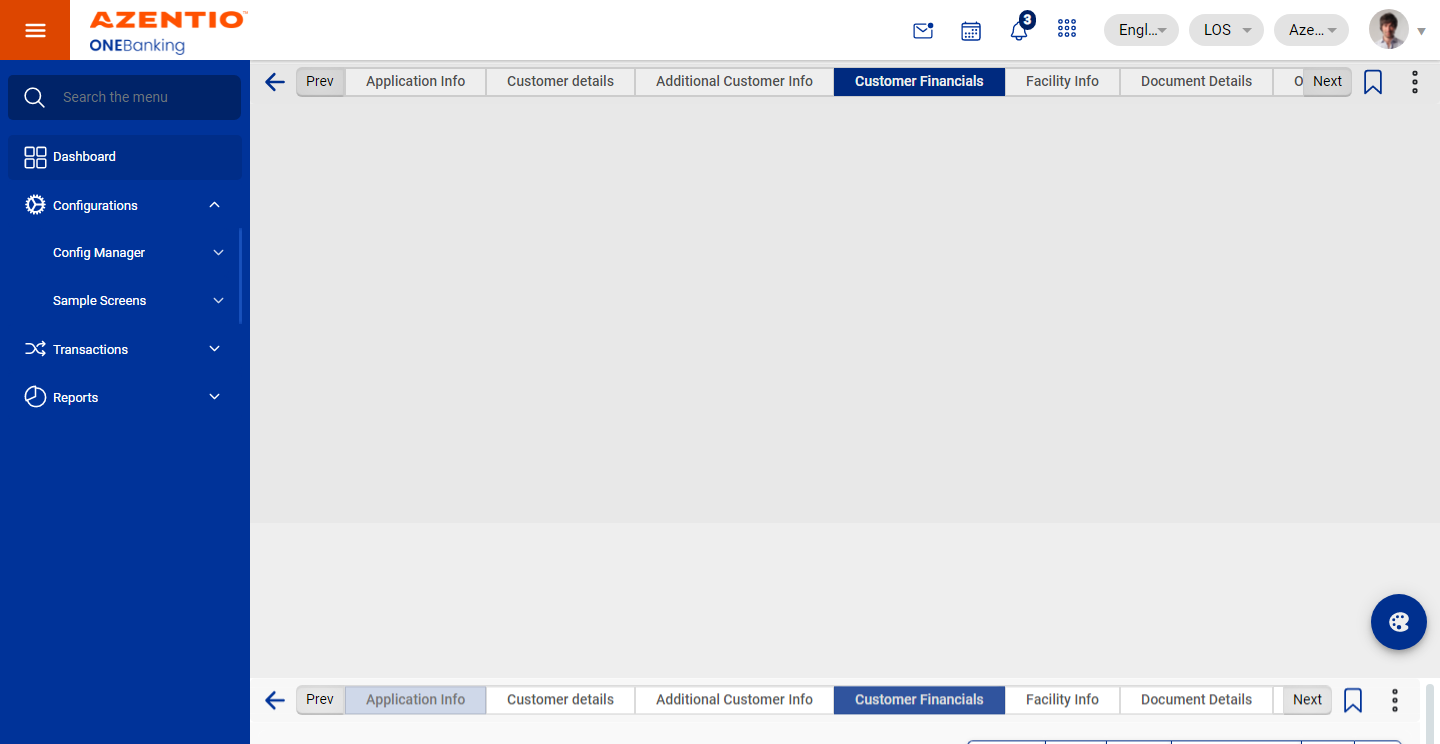 AZENTIO™
ONEBanking
3
Engl...
LOS
Aze...
Search the menu
Dashboard
Configurations
Config Manager
Sample Screens
Transactions
Reports
Prev Application Info Customer details Additional Customer Info Customer Financials Facility Info Document Details O Next
Prev Application Info Customer details Additional Customer Info Customer Financials Facility Info Document Details Next